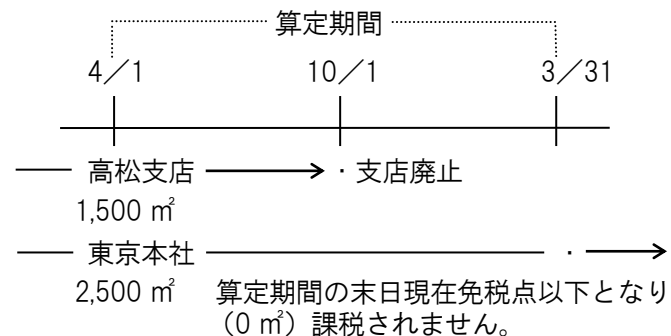 算定期間
4／1 10／1 3／31
高松支店 ・支店廃止
1,500 ㎡
東京本社 ・
2,500 ㎡ 算定期間の末日現在免税点以下となり
（0 ㎡）課税されません。